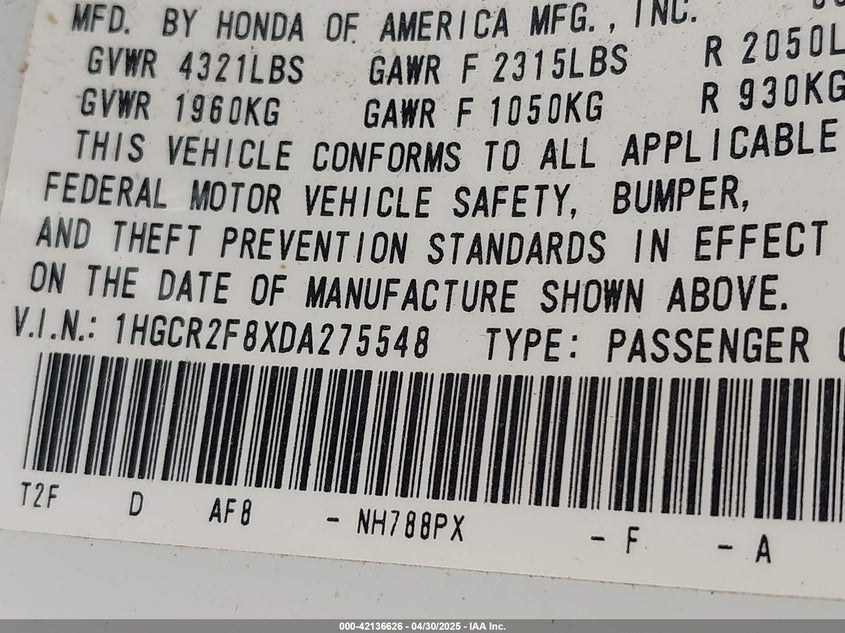 MFD. BY HONDA OF AMERICA MFG., INC.
GVWR 4321LBS GAWR F 2315LBS R 2050L
GVWR 1960KG GAWR F 1050KG R 930KG
THIS VEHICLE CONFORMS TO ALL APPLICABLE
FEDERAL MOTOR VEHICLE SAFETY, BUMPER,
AND THEFT PREVENTION STANDARDS IN EFFECT
ON THE DATE OF MANUFACTURE SHOWN ABOVE.
V.I.N.: 1HGCR2F8XDA275548 TYPE: PASSENGER
T2F D AF8 - NH788PX - F - A
000-42136626 - 04/30/2025 - IAA Inc.